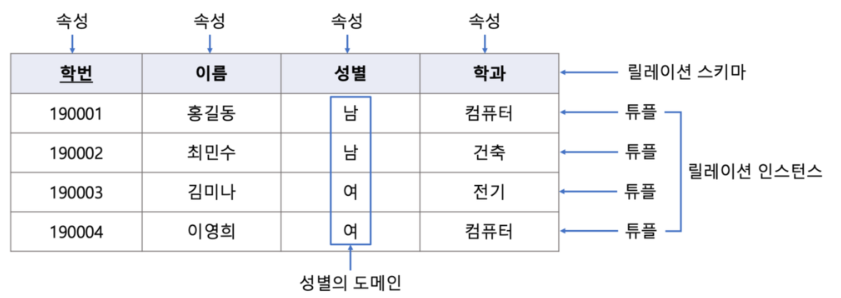 속성 속성 속성 속성
학번 이름 성별 학과 릴레이션 스키마
190001 홍길동 남 컴퓨터 튜플
190002 최민수 남 건축 튜플
릴레이션 인스턴스
190003 김미나 여 전기 튜플
190004 이영희 여 컴퓨터 튜플
성별의 도메인